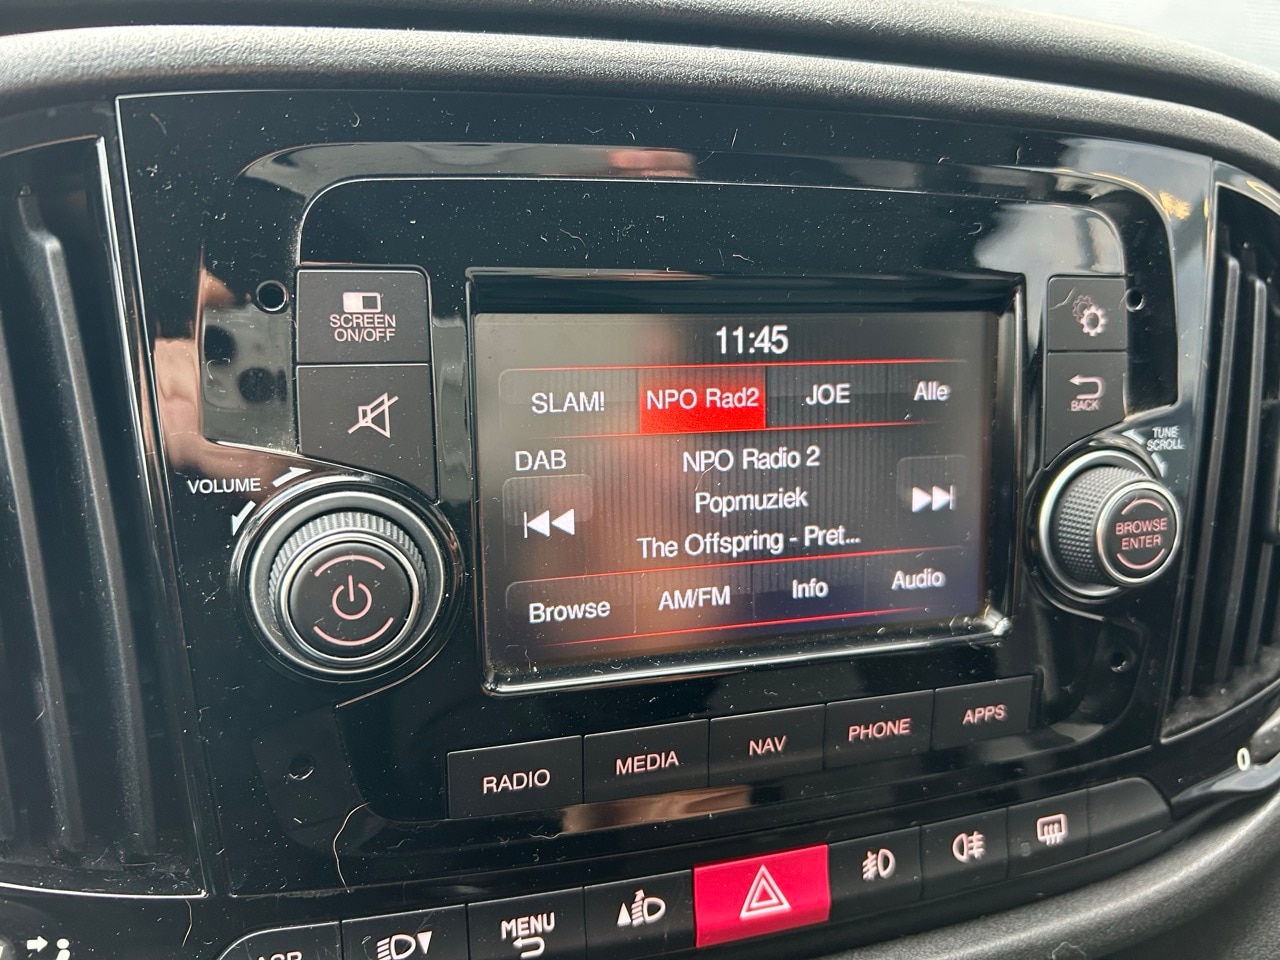 SCREEN
ON/OFF
11:45
SLAM!
NPO Rad2
JOE
Alle
BACK
DAB
NPO Radio 2
TUNE
SCROLL
VOLUME
Popmuziek
The Offspring - Pret...
BROWSE
ENTER
Browse
AM/FM
Info
Audio
RADIO
MEDIA
NAV
PHONE
APPS
0
MENU